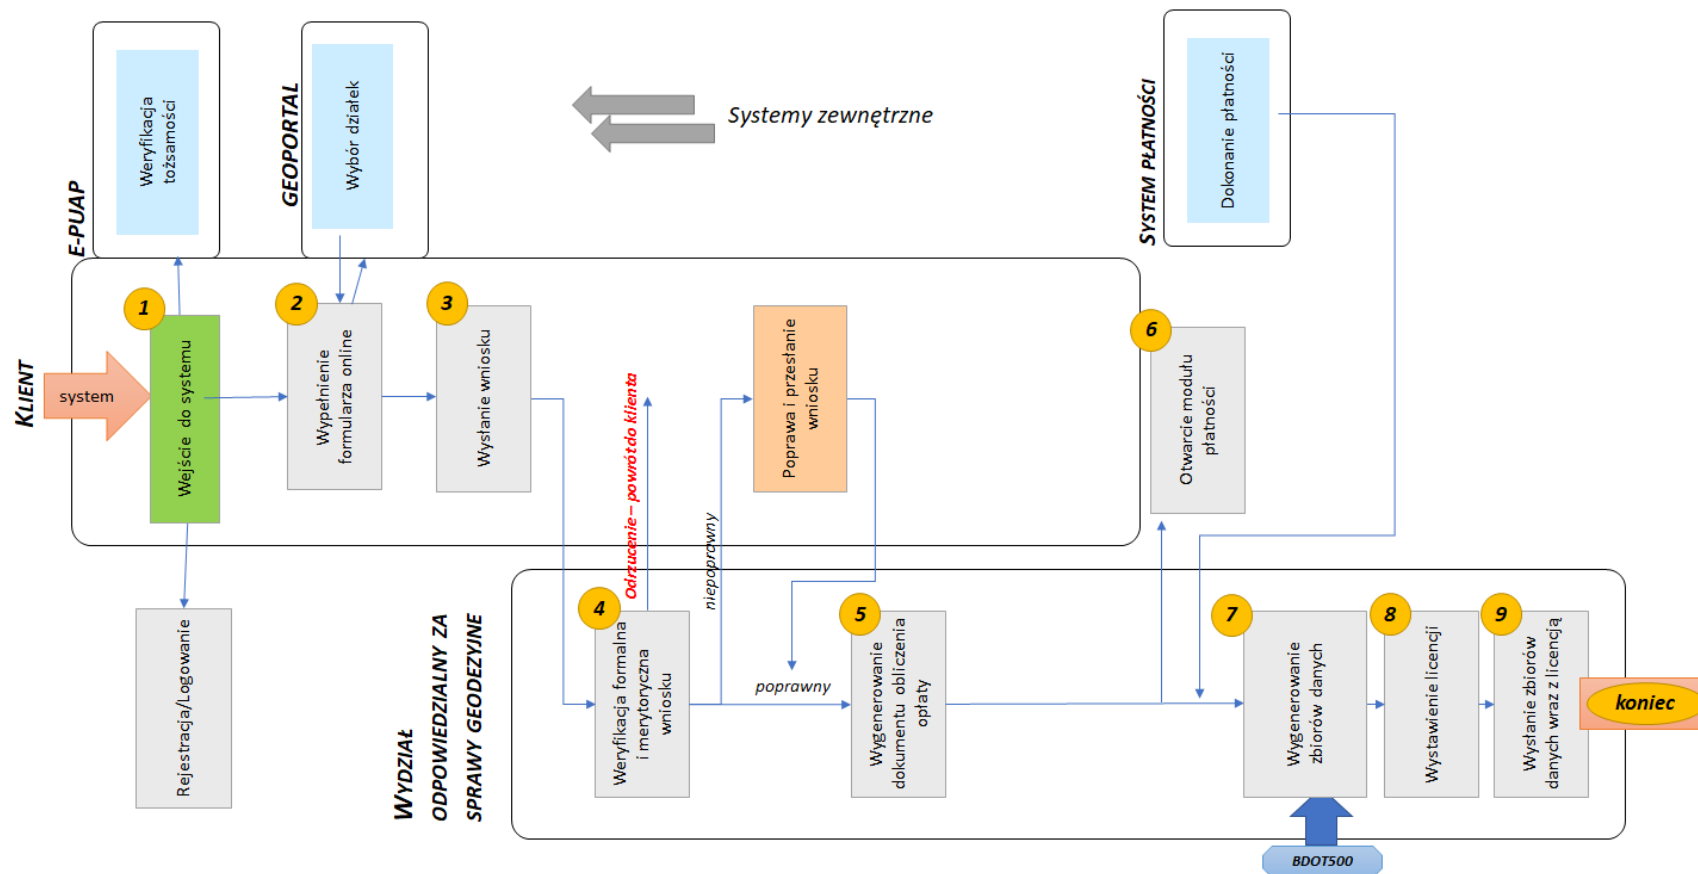 E-PUAP
Weryfikacja
tożsamości
GEOPORTAL
Wybór działek
Systemy zewnętrzne
SYSTEM PŁATNOŚCI
Dokonanie płatności
KLIENT
system
1
Wejście do systemu
2
Wypełnienie
formularza online
3
Wysłanie wniosku
Odrzucenie – powrót do klienta
niepoprawny
Poprawa i przesłanie
wniosku
6
Otwarcie modułu
płatności
Rejestracja/Logowanie
WYDZIAŁ
ODPOWIEDZIALNY ZA
SPRAWY GEODEZYJNE
4
Weryfikacja formalna
i merytoryczna
wniosku
poprawny
5
Wygenerowanie
dokumentu obliczenia
opłaty
7
Wygenerowanie
zbiorów danych
8
Wystawienie licencji
9
Wysłanie zbiorów
danych wraz z licencją
koniec
BDOT500